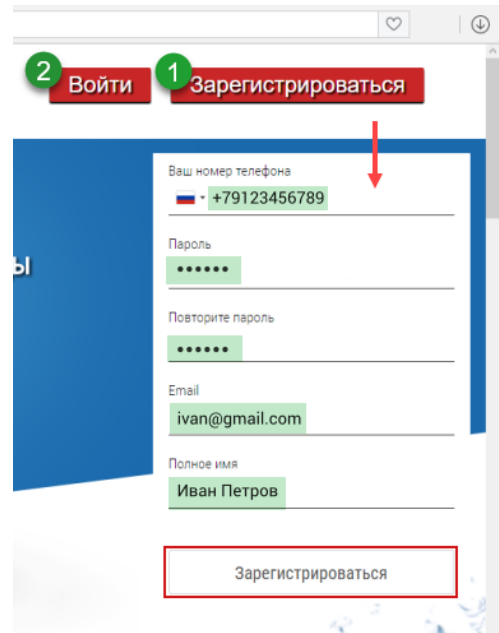 2 Войти 1 Зарегистрироваться
Ваш номер телефона
+79123456789
Ы
Пароль
••••••
Повторите пароль
••••••
Email
ivan@gmail.com
Полное имя
Иван Петров
Зарегистрироваться